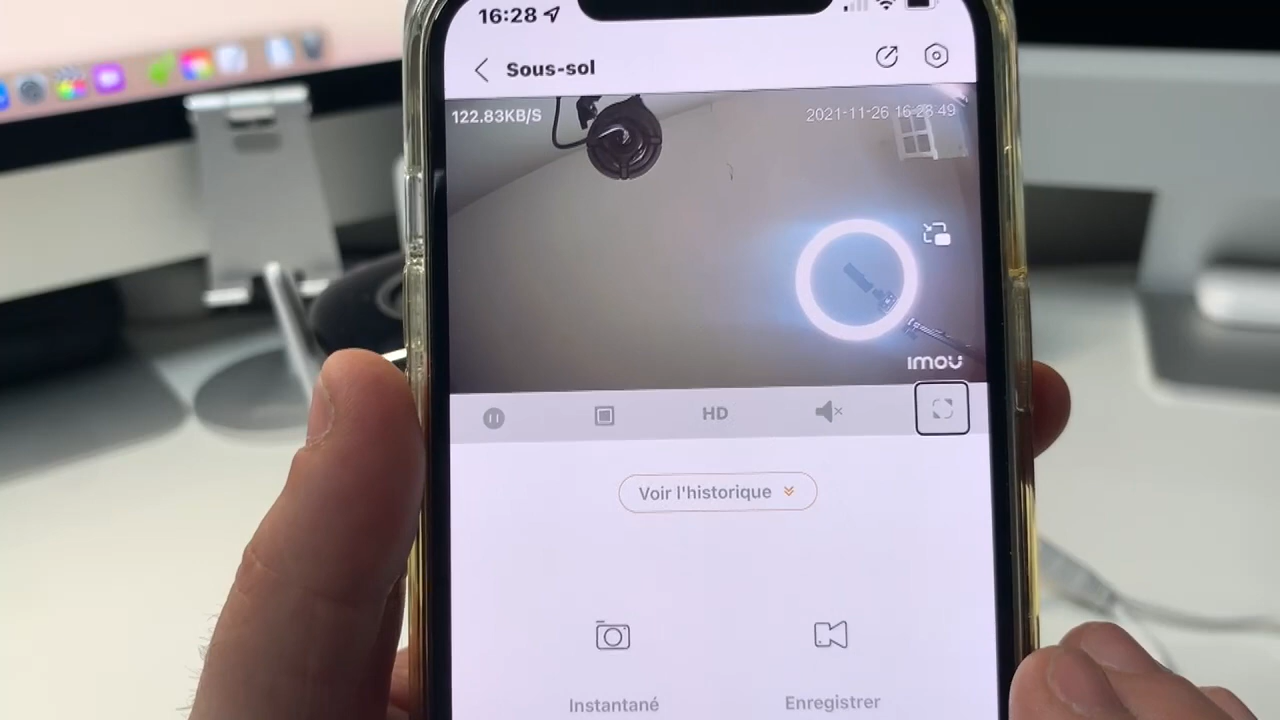 16:28
Sous-sol
122.83KB/S
2021-11-26 16:28:49
imou
HD
Voir l'historique
Instantané
Enregistrer